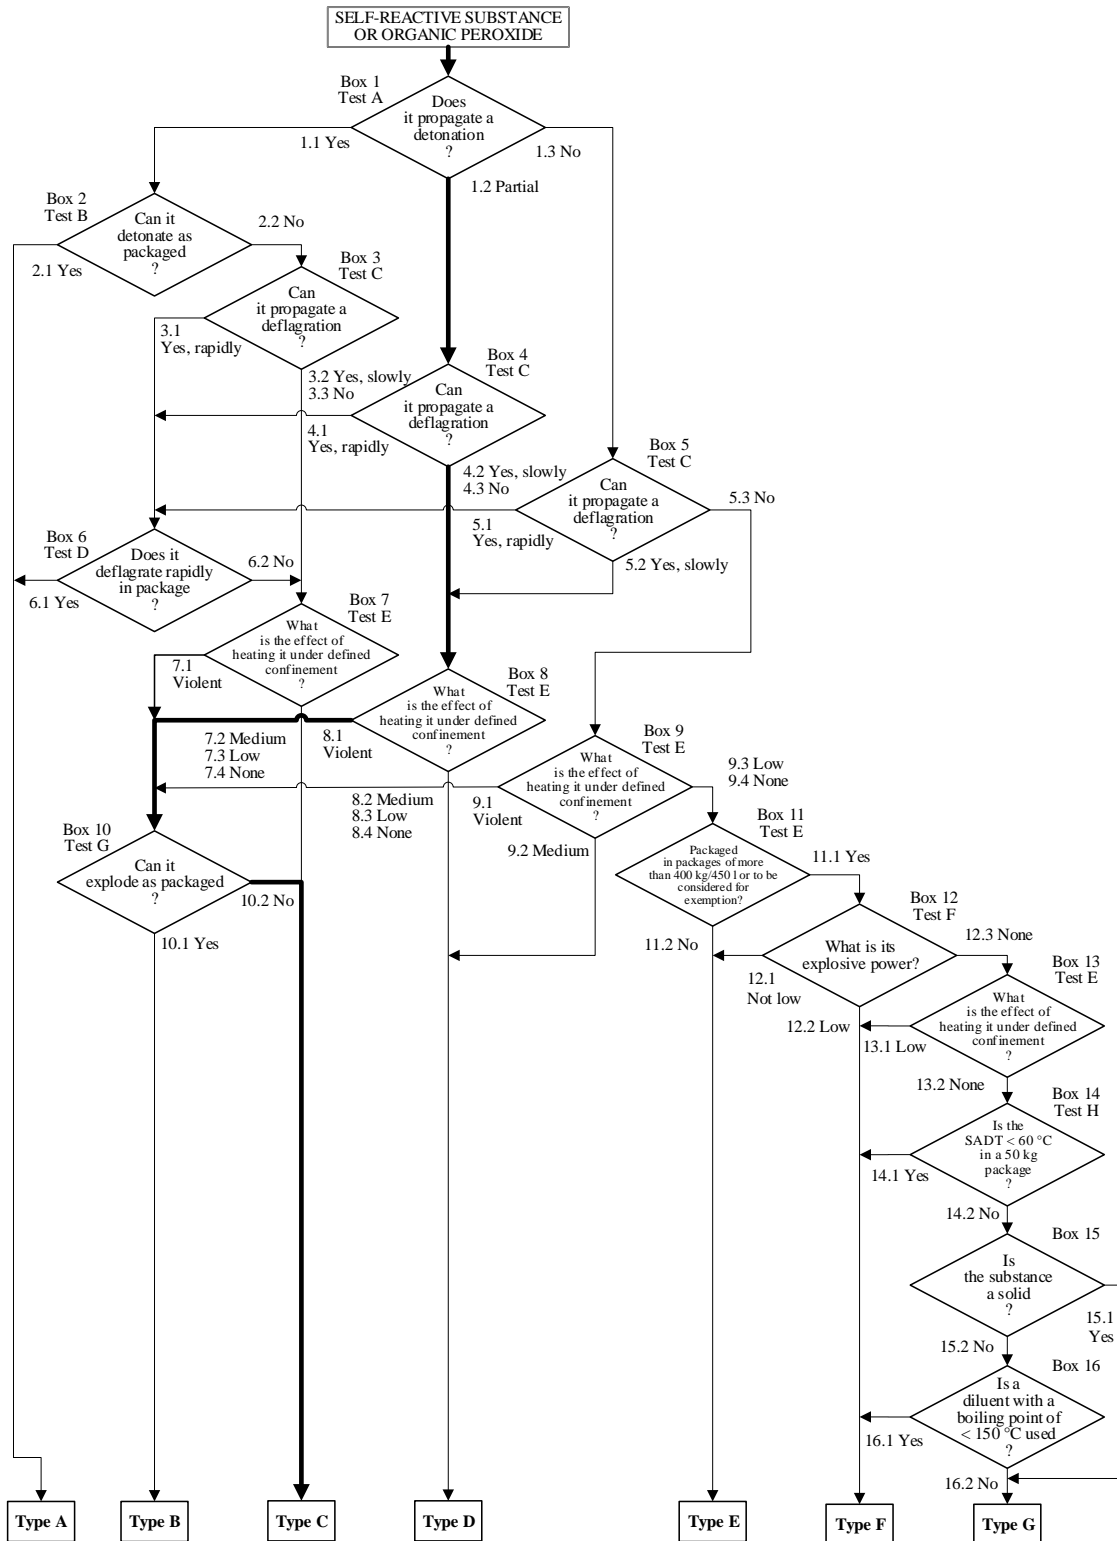 SELF-REACTIVE SUBSTANCE
OR ORGANIC PEROXIDE
Box 1
Test A
Does
it propagate a
detonation
?
1.1 Yes
1.3 No
1.2 Partial
Box 2
Test B
Can it
detonate as
packaged
?
2.2 No
2.1 Yes
Box 3
Test C
Can
it propagate a
deflagration
?
3.1
Yes, rapidly
3.2 Yes, slowly
3.3 No
Box 4
Test C
Can
it propagate a
deflagration
?
4.1
Yes, rapidly
4.2 Yes, slowly
4.3 No
Box 5
Test C
Can
it propagate a
deflagration
?
5.3 No
5.1
Yes, rapidly
5.2 Yes, slowly
Box 6
Test D
Does it
deflagrate rapidly
in package
?
6.2 No
6.1 Yes
Box 7
Test E
What
is the effect of
heating it under defined
confinement
?
7.1
Violent
7.2 Medium
7.3 Low
7.4 None
Box 8
Test E
What
is the effect of
heating it under defined
confinement
?
8.1
Violent
8.2 Medium
8.3 Low
8.4 None
Box 9
Test E
What
is the effect of
heating it under defined
confinement
?
9.3 Low
9.4 None
9.1
Violent
9.2 Medium
Box 10
Test G
Can it
explode as packaged
?
10.2 No
10.1 Yes
Box 11
Test E
Packaged
in packages of more
than 400 kg/450 l or to be
considered for
exemption?
11.1 Yes
11.2 No
Box 12
Test F
What is its
explosive power?
12.3 None
12.1
Not low
12.2 Low
Box 13
Test E
What
is the effect of
heating it under defined
confinement
?
13.1 Low
13.2 None
Box 14
Test H
Is the
SADT < 60 °C
in a 50 kg
package
?
14.1 Yes
14.2 No
Box 15
Is
the substance
a solid
?
15.1
Yes
15.2 No
Box 16
Is a
diluent with a
boiling point of
< 150 °C used
?
16.1 Yes
16.2 No
Type A
Type B
Type C
Type D
Type E
Type F
Type G